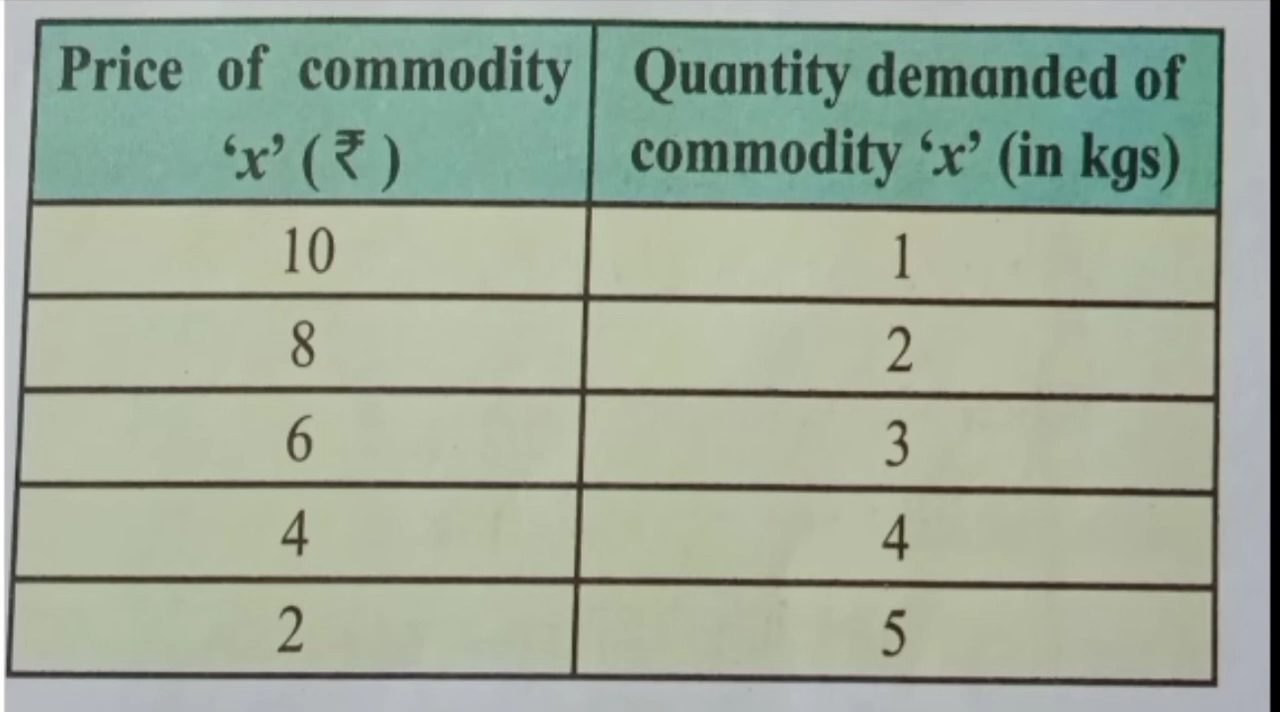 Price of commodity
‘x’ (₹)
Quantity demanded of
commodity ‘x’ (in kgs)
10 1
8 2
6 3
4 4
2 5